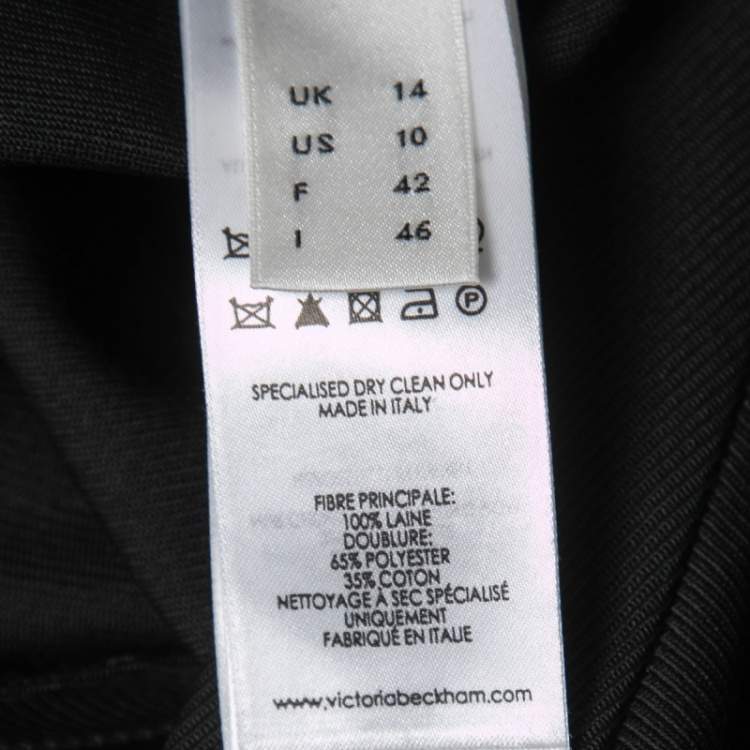 UK 14
US 10
F 42
I 46
P
SPECIALISED DRY CLEAN ONLY
MADE IN ITALY
FIBRE PRINCIPALE:
100% LAINE
DOUBLURE:
65% POLYESTER
35% COTON
NETTOYAGE À SEC SPÉCIALISÉ
UNIQUEMENT
FABRIQUÉ EN ITALIE
www.victoriabeckham.com